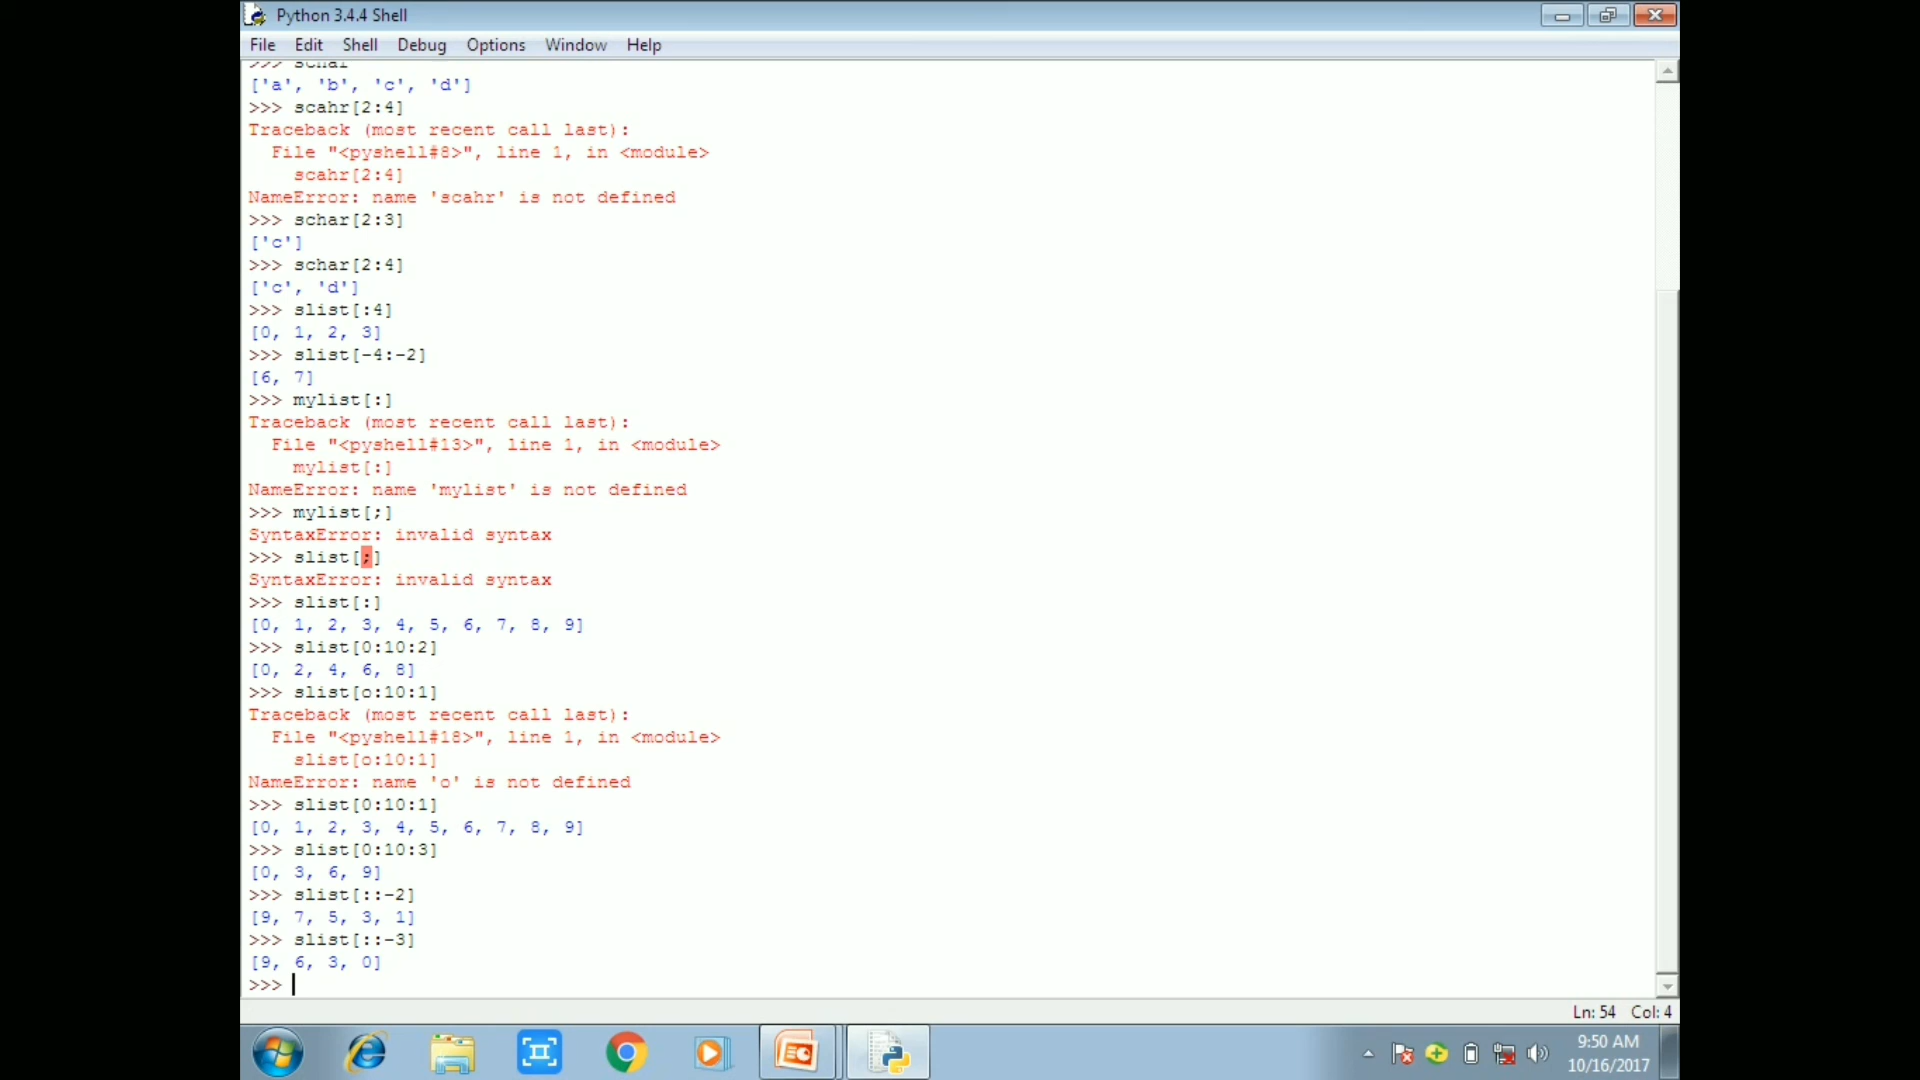 Python 3.4.4 Shell
File Edit Shell Debug Options Window Help
>>> schar
['a', 'b', 'c', 'd']
>>> scahr[2:4]
Traceback (most recent call last):
  File "<pyshell#8>", line 1, in <module>
    scahr[2:4]
NameError: name 'scahr' is not defined
>>> schar[2:3]
['c']
>>> schar[2:4]
['c', 'd']
>>> slist[:4]
[0, 1, 2, 3]
>>> slist[-4:-2]
[6, 7]
>>> mylist[:]
Traceback (most recent call last):
  File "<pyshell#13>", line 1, in <module>
    mylist[:]
NameError: name 'mylist' is not defined
>>> mylist[;]
SyntaxError: invalid syntax
>>> slist[;]
SyntaxError: invalid syntax
>>> slist[:]
[0, 1, 2, 3, 4, 5, 6, 7, 8, 9]
>>> slist[0:10:2]
[0, 2, 4, 6, 8]
>>> slist[o:10:1]
Traceback (most recent call last):
  File "<pyshell#18>", line 1, in <module>
    slist[o:10:1]
NameError: name 'o' is not defined
>>> slist[0:10:1]
[0, 1, 2, 3, 4, 5, 6, 7, 8, 9]
>>> slist[0:10:3]
[0, 3, 6, 9]
>>> slist[::-2]
[9, 7, 5, 3, 1]
>>> slist[::-3]
[9, 6, 3, 0]
>>>
Ln: 54 Col: 4
9:50 AM
10/16/2017